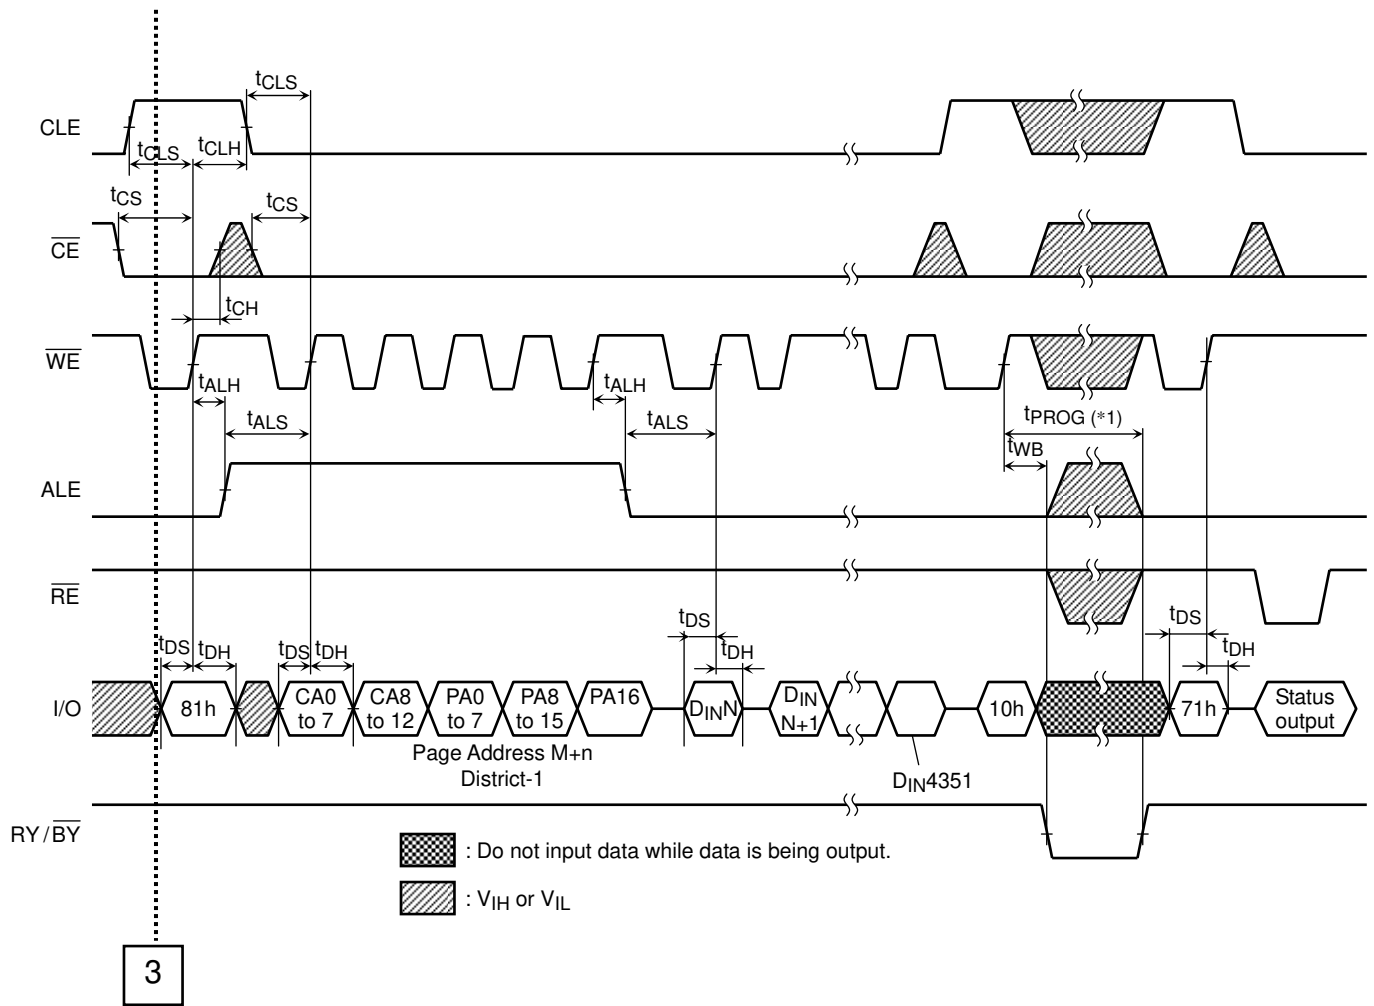 tCLS
CLE
tCLS
tCLH
tCS
tCS
CE
tCH
WE
tALH
tALH
tALS
tALS
tPROG (*1)
tWB
ALE
RE
tDS
tDH
tDS
tDH
tDS
tDH
tDS
tDH
I/O
81h
CA0 to 7
CA8 to 12
PA0 to 7
PA8 to 15
PA16
DINN
DIN N+1
10h
71h
Status output
Page Address M+n
District-1
DIN4351
RY/BY
: Do not input data while data is being output.
: VIH or VIL
3